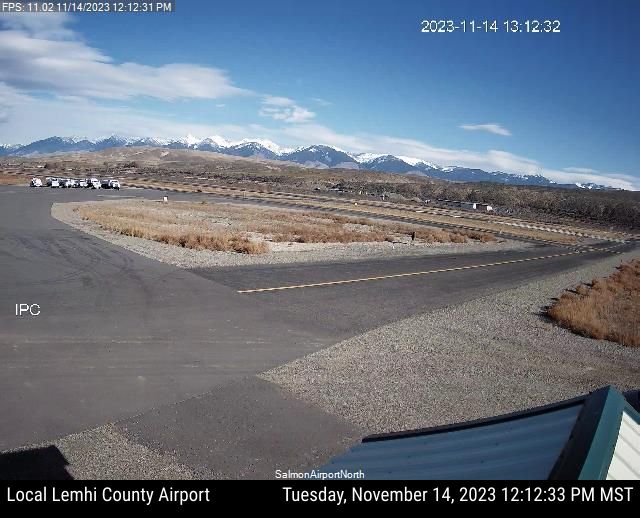 FPS: 11.02 11/14/2023 12:12:31 PM
2023-11-14 13:12:32
IPC
SalmonAirportNorth
Local Lemhi County Airport Tuesday, November 14, 2023 12:12:33 PM MST